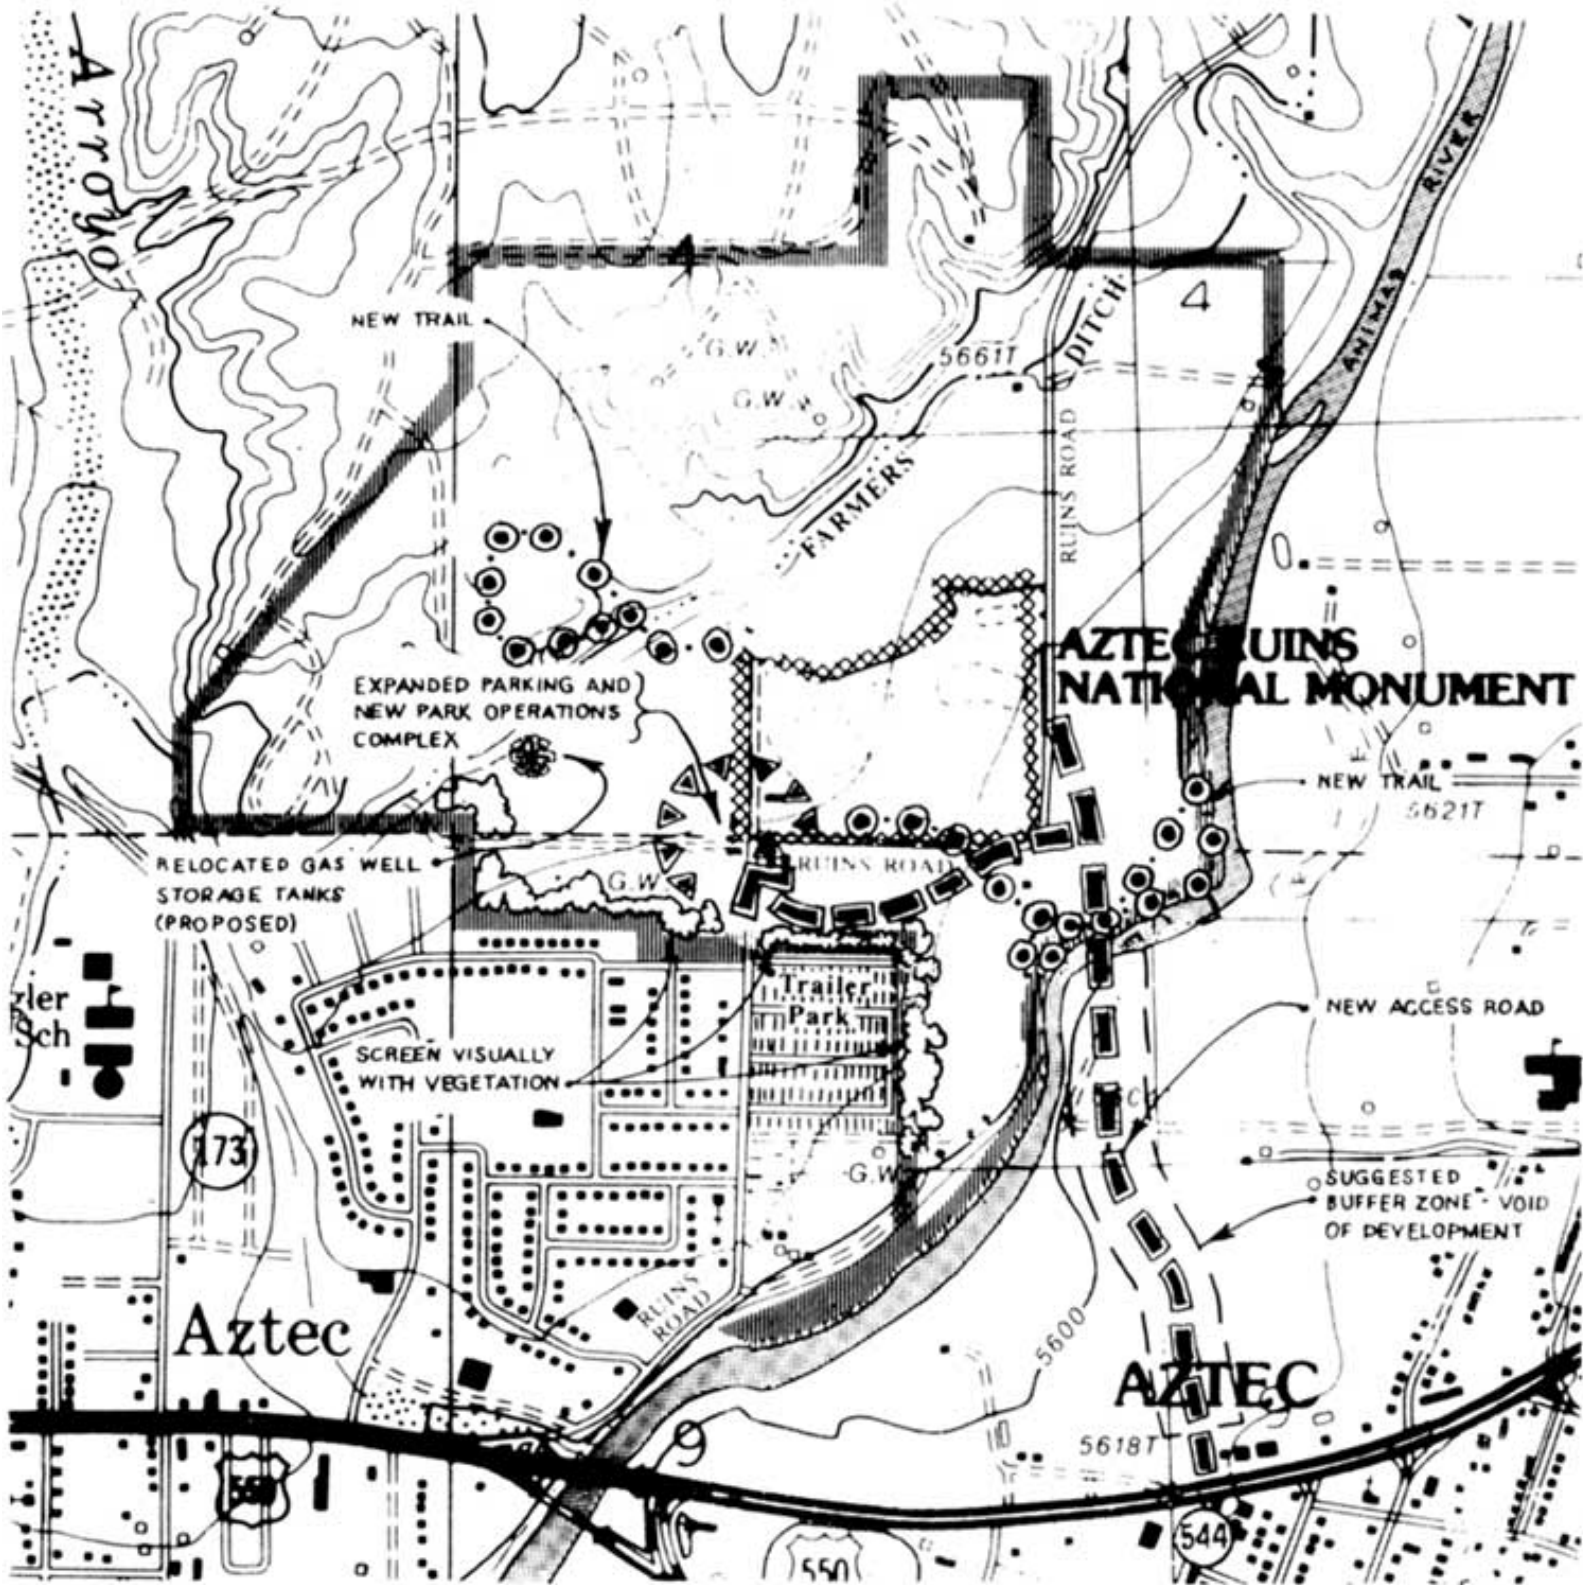 Arroyo
RIVER
ANIMAS
4
4
NEW TRAIL
G.W.
5661T
DITCH
G.W.
RUINS ROAD
FARMERS
AZTEC RUINS
NATIONAL MONUMENT
EXPANDED PARKING AND
NEW PARK OPERATIONS
COMPLEX
NEW TRAIL
5621T
RELOCATED GAS WELL
STORAGE TANKS
(PROPOSED)
RUINS ROAD
G.W.
Sch
Trailer
Park
NEW ACCESS ROAD
SCREEN VISUALLY
WITH VEGETATION
173
G.W.
SUGGESTED
BUFFER ZONE - VOID
OF DEVELOPMENT
RUINS
ROAD
Aztec
5600
AZTEC
9
5618T
550
544
550